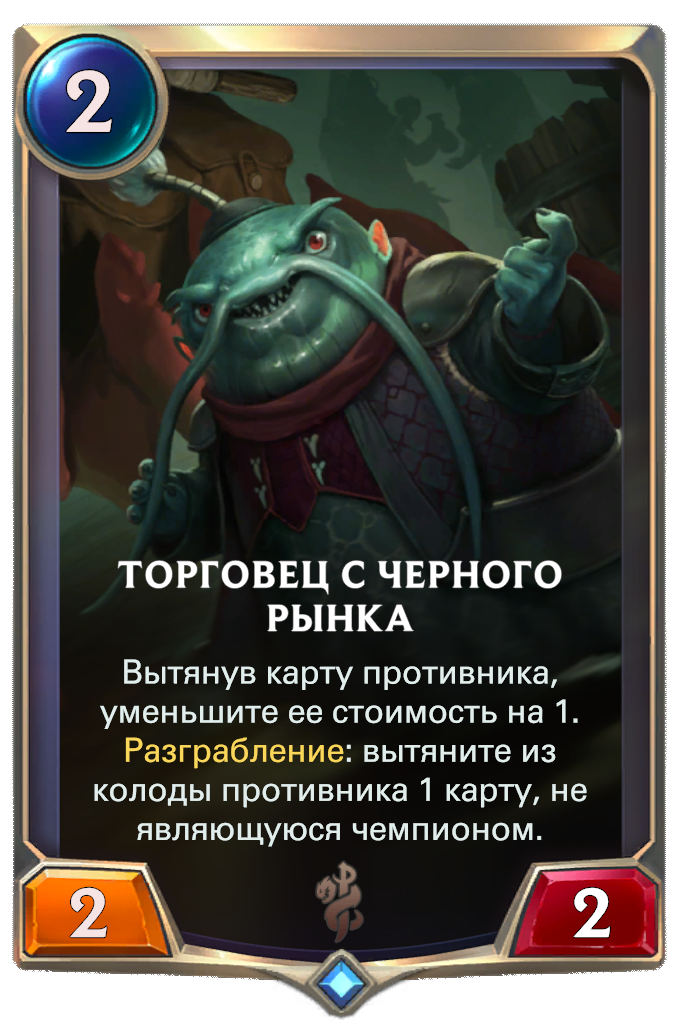 2
ТОРГОВЕЦ С ЧЕРНОГО
РЫНКА
Вытянув карту противника,
уменьшите ее стоимость на 1.
Разграбление: вытяните из
колоды противника 1 карту, не
являющуюся чемпионом.
2
2